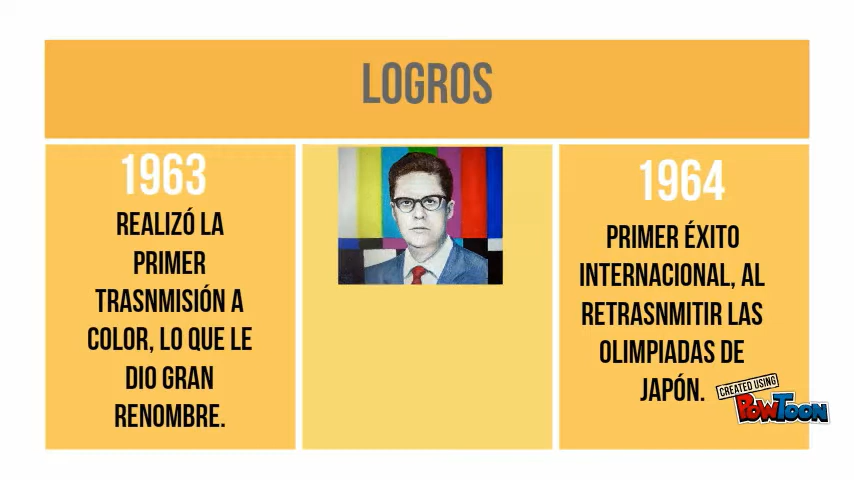 LOGROS
1963
REALIZÓ LA
PRIMER
TRASNMISIÓN A
COLOR, LO QUE LE
DIO GRAN
RENOMBRE.
1964
PRIMER ÉXITO
INTERNACIONAL, AL
RETRASNMITIR LAS
OLIMPIADAS DE
JAPÓN.
CREATED USING
POWTOON